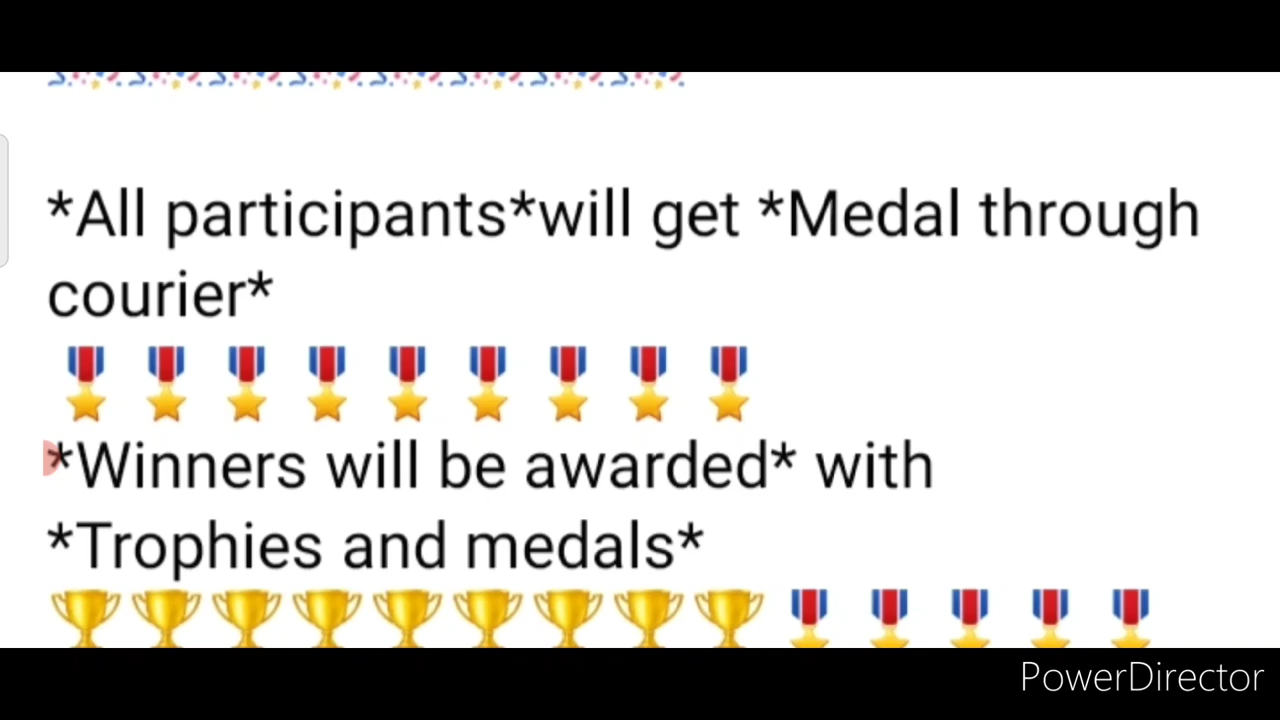 *All participants*will get *Medal through
courier*
*Winners will be awarded* with
*Trophies and medals*
PowerDirector